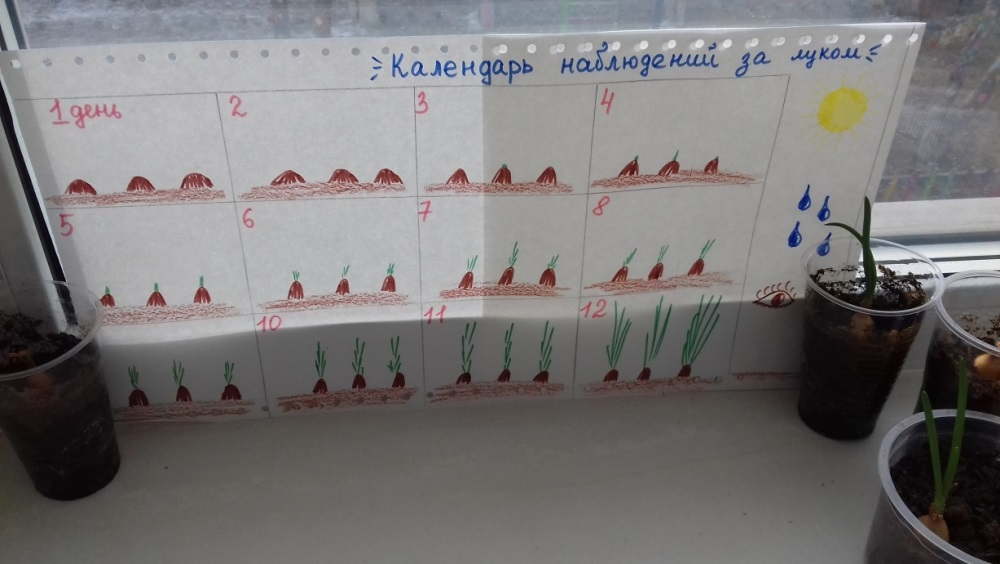 Календарь наблюдений за луком
1 день 2 3 4
5 6 7 8
10 11 12